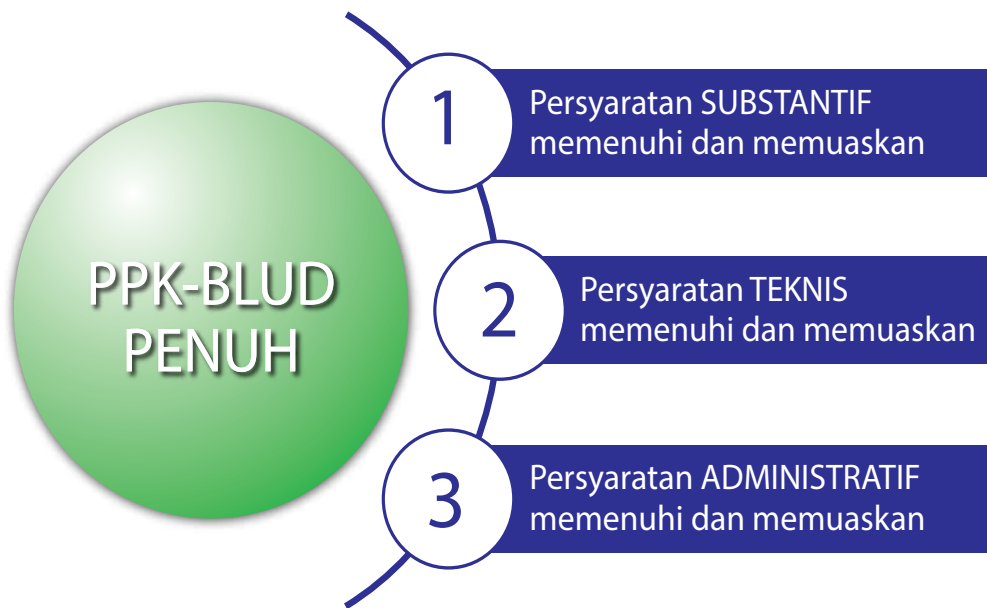 PPK-BLUD
PENUH
1
Persyaratan SUBSTANTIF
memenuhi dan memuaskan
2
Persyaratan TEKNIS
memenuhi dan memuaskan
3
Persyaratan ADMINISTRATIF
memenuhi dan memuaskan